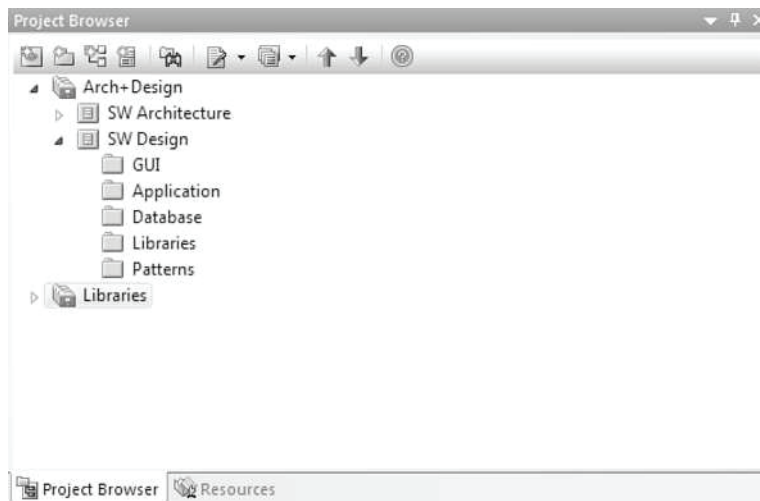 Project Browser
Arch+Design
SW Architecture
SW Design
GUI
Application
Database
Libraries
Patterns
Libraries
Project Browser Resources